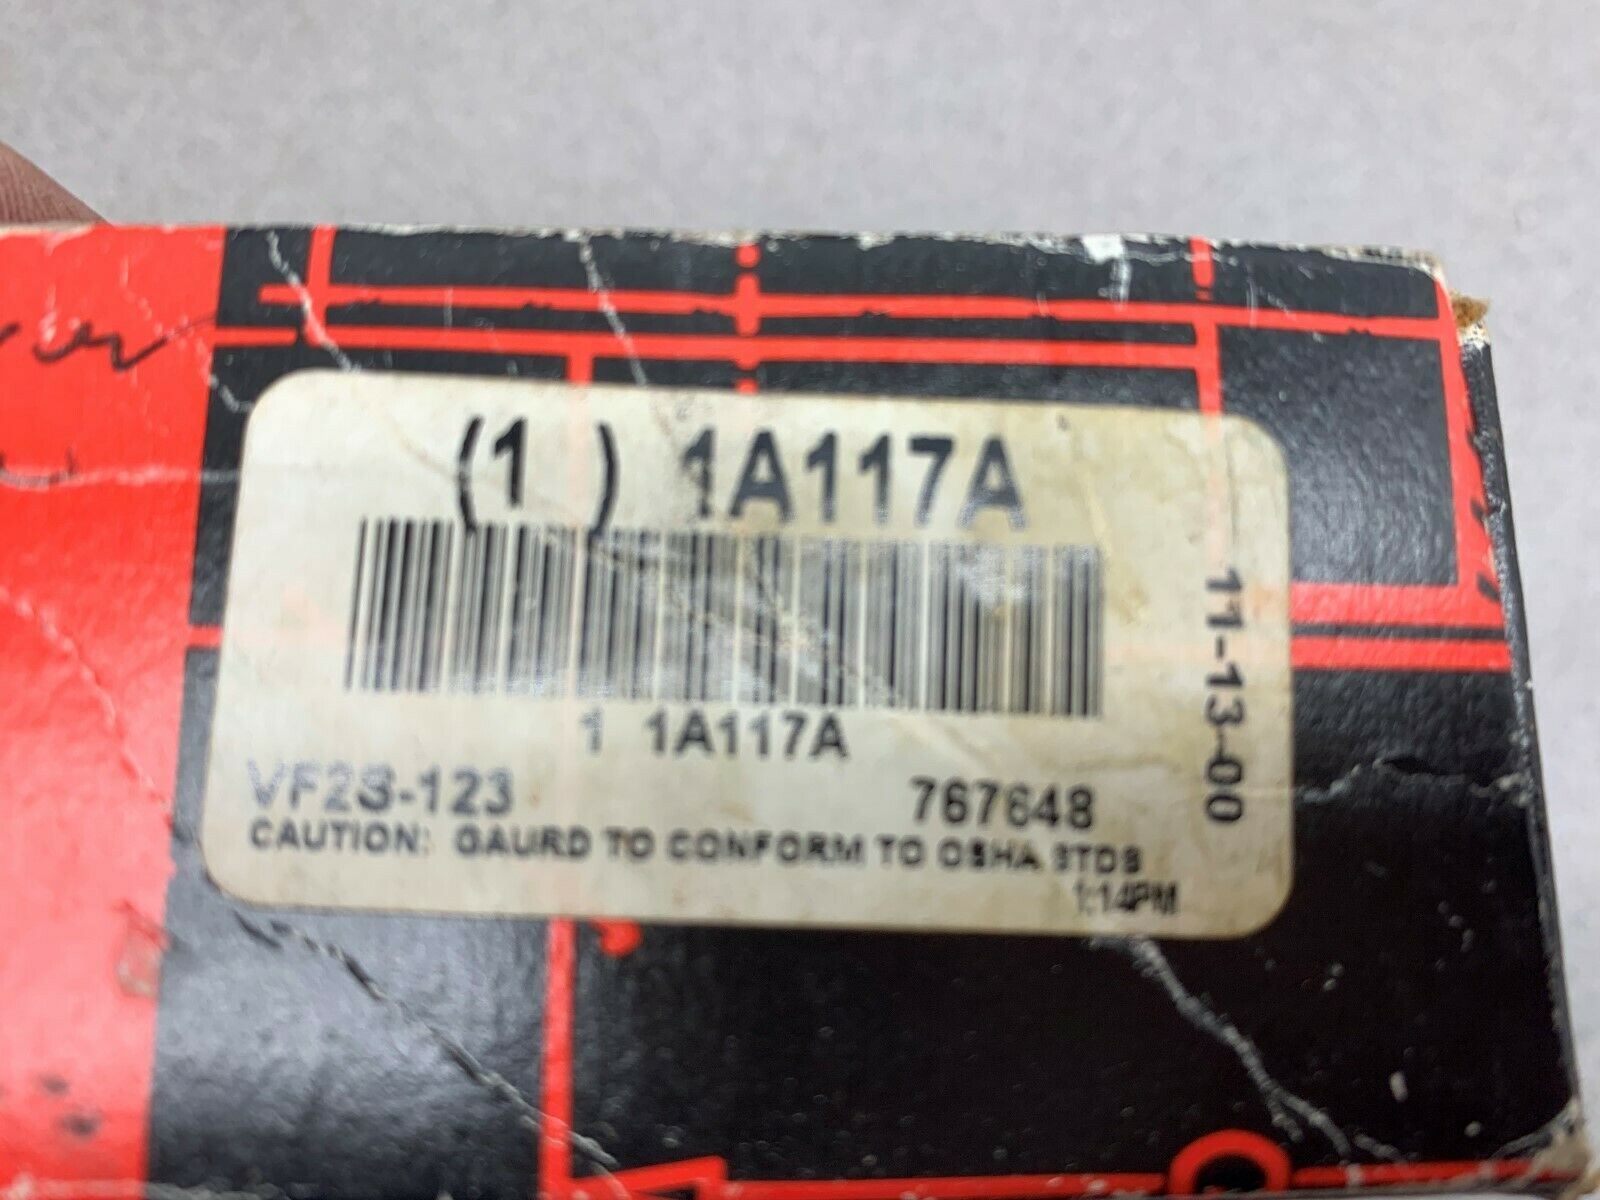 (1 ) 1A117A
1 1A117A
VF2S-123 767648
CAUTION: GAURD TO CONFORM TO OSHA STDS
1:14PM
11-13-00